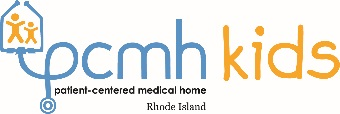 pcmh kids
patient-centered medical home
Rhode Island